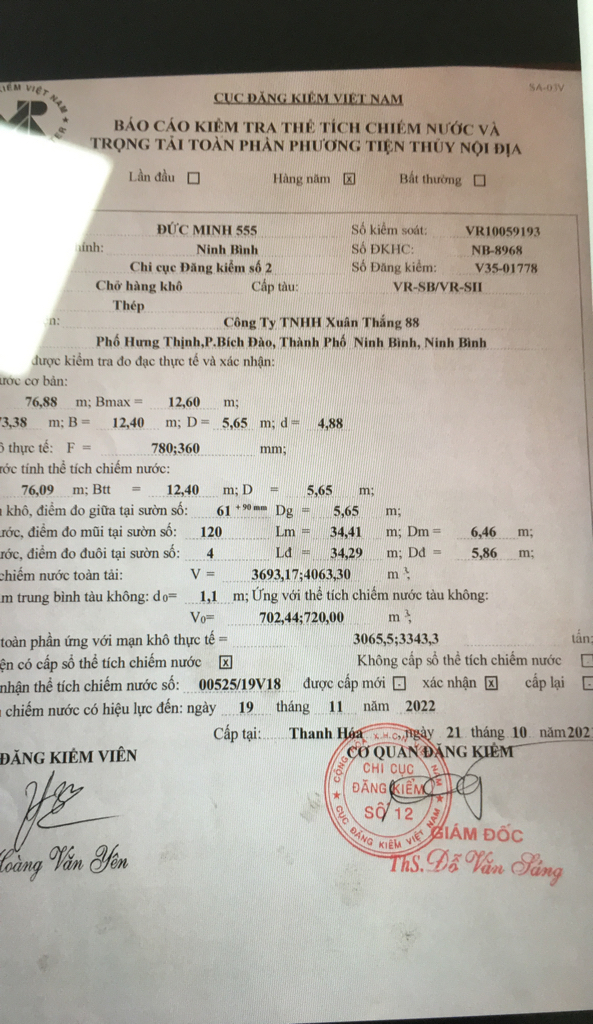 KIỂM VIỆT NAM
VR
SA-07V
CỤC ĐĂNG KIỂM VIỆT NAM
BÁO CÁO KIỂM TRA THỂ TÍCH CHIẾM NƯỚC VÀ
TRỌNG TẢI TOÀN PHẦN PHƯƠNG TIỆN THỦY NỘI ĐỊA
Lần đầu Hàng năm x Bất thường
ĐỨC MINH 555 Số kiểm soát: VR10059193
hính: Ninh Bình Số ĐKHC: NB-8968
Chi cục Đăng kiểm số 2 Số Đăng kiểm: V35-01778
Chở hàng khô Cấp tàu: VR-SB/VR-SII
Thép
n: Công Ty TNHH Xuân Thắng 88
Phố Hưng Thịnh,P.Bích Đào, Thành Phố Ninh Bình, Ninh Bình
được kiểm tra đo đạc thực tế và xác nhận:
ước cơ bản:
76,88 m; Bmax = 12,60 m;
73,38 m; B = 12,40 m; D = 5,65 m; d = 4,88
ô thực tế: F = 780;360 mm;
ước tính thể tích chiếm nước:
76,09 m; Btt = 12,40 m; D = 5,65 m;
khô, điểm đo giữa tại sườn số: 61 + 90 mm Dg = 5,65 m;
ước, điểm đo mũi tại sườn số: 120 Lm = 34,41 m; Dm = 6,46 m;
ước, điểm đo đuôi tại sườn số: 4 Lđ = 34,29 m; Dđ = 5,86 m;
chiếm nước toàn tải: V = 3693,17;4063,30 m³;
m trung bình tàu không: d₀= 1,1 m; Ứng với thể tích chiếm nước tàu không:
V₀= 702,44;720,00 m³;
toàn phần ứng với mạn khô thực tế = 3065,5;3343,3 tấn;
ện có cấp số thể tích chiếm nước x Không cấp số thể tích chiếm nước
nhận thể tích chiếm nước số: 00525/19V18 được cấp mới - xác nhận x cấp lại -
chiếm nước có hiệu lực đến: ngày 19 tháng 11 năm 2022
Cấp tại: Thanh Hóa, ngày 21 tháng 10 năm 202
ĐĂNG KIỂM VIÊN CƠ QUAN ĐĂNG KIỂM
CHI CỤC
ĐĂNG KIỂM
SỐ 12
CỤC ĐĂNG KIỂM VIỆT NAM
GIÁM ĐỐC
Hoàng Văn Yên
ThS. Đỗ Văn Sáng